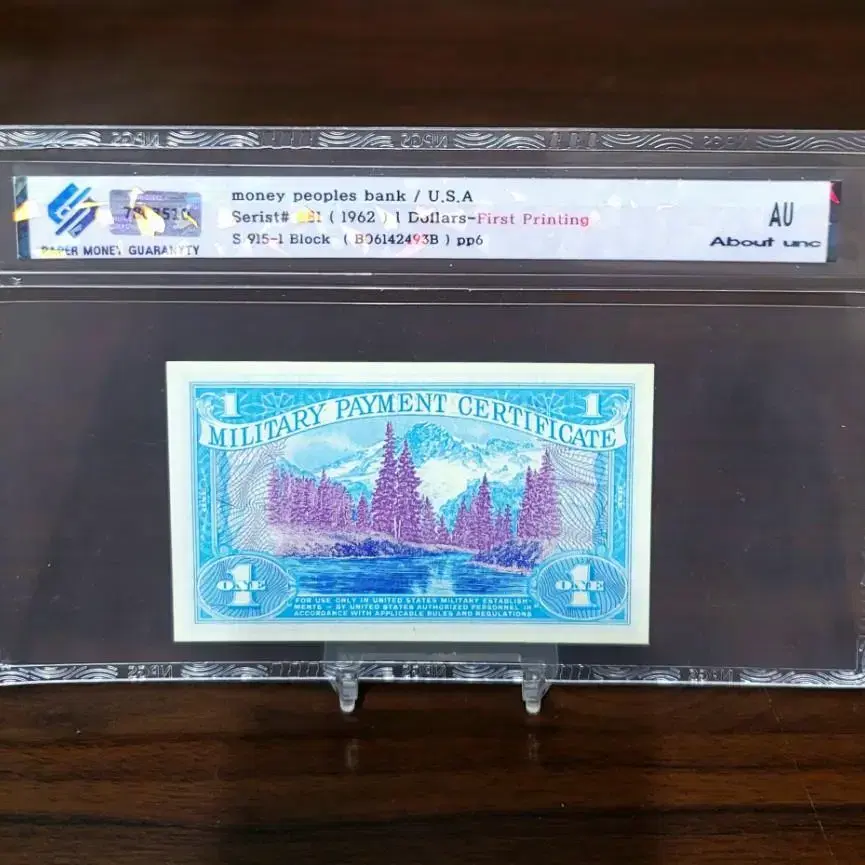 money peoples bank / U.S.A
Serist# ( 1962 ) 1 Dollars-First Printing
S/915-1 Block ( B06142493B ) pp6
PAPER MONEY GUARANYTY
AU
About unc
1 1
MILITARY PAYMENT CERTIFICATE
1 ONE 1 ONE
FOR USE ONLY IN UNITED STATES MILITARY ESTABLISH-
MENTS - BY UNITED STATES AUTHORIZED PERSONNEL IN
ACCORDANCE WITH APPLICABLE RULES AND REGULATIONS